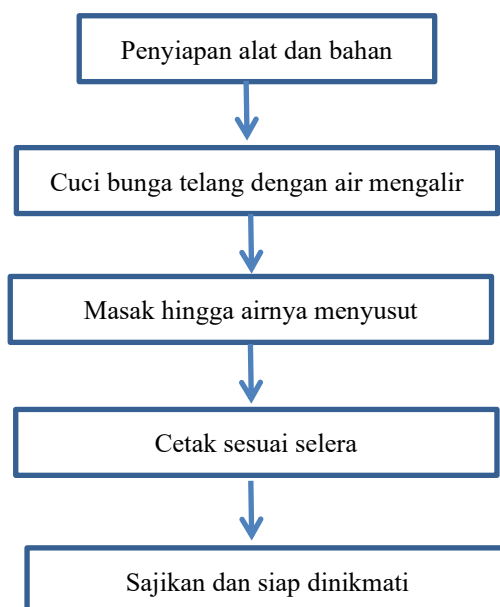 Penyiapan alat dan bahan
Cuci bunga telang dengan air mengalir
Masak hingga airnya menyusut
Cetak sesuai selera
Sajikan dan siap dinikmati